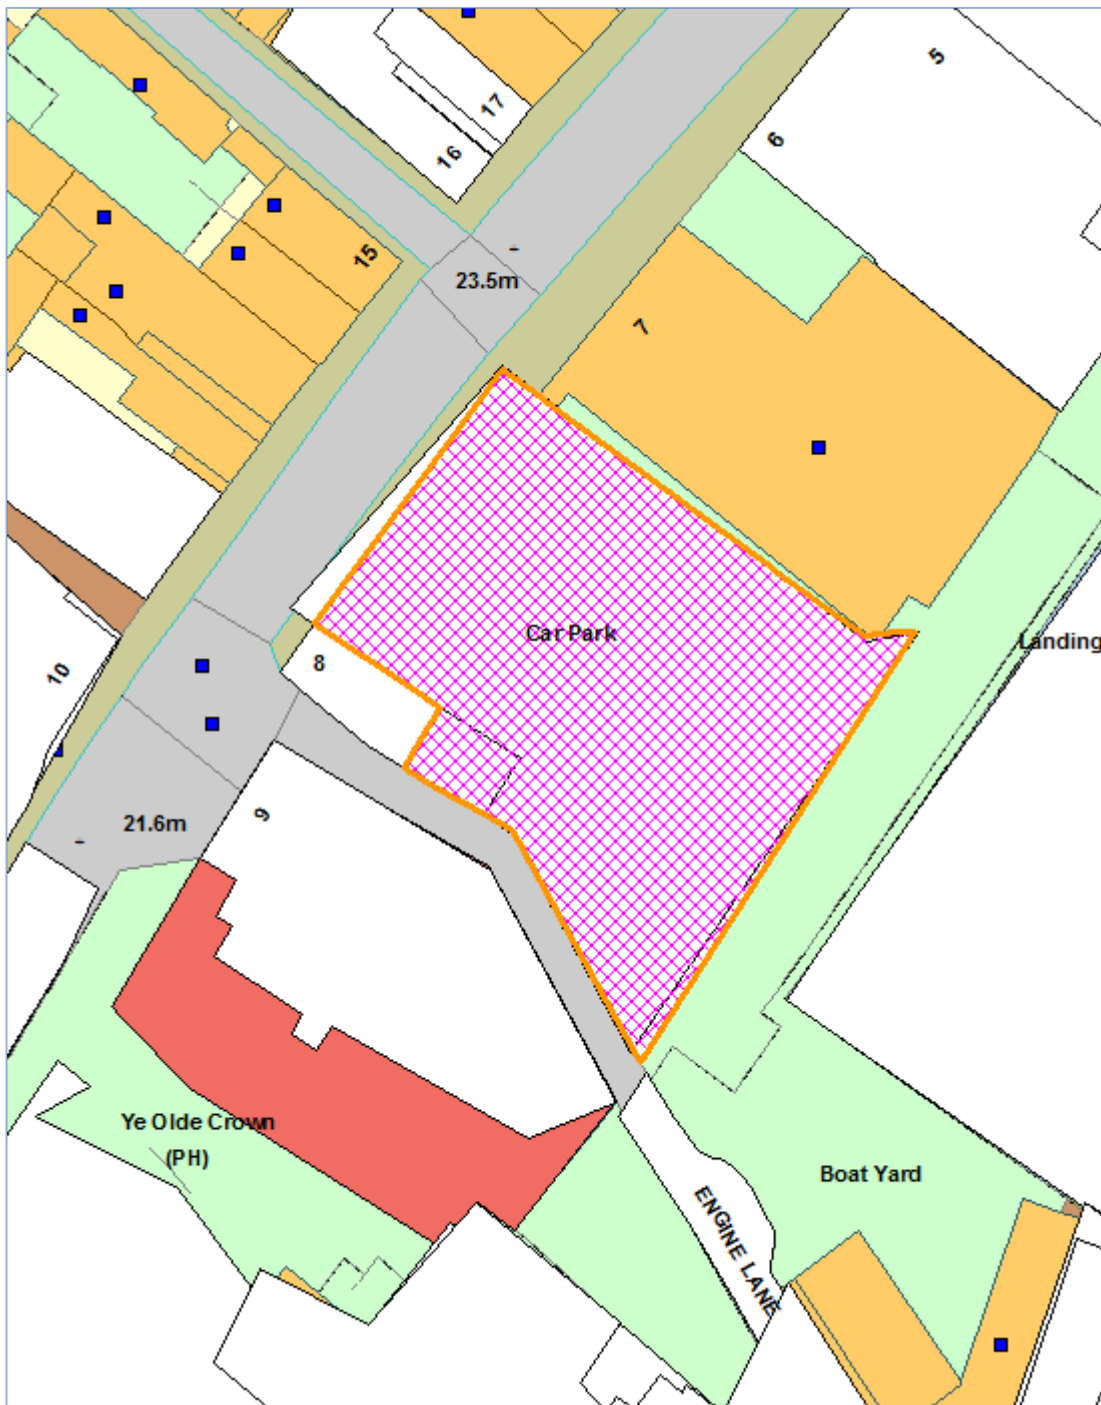 5
17
6
16
15
23.5m
7
Car Park
Landing
8
10
9
21.6m
Ye Olde Crown
(PH)
Boat Yard
ENGINE LANE